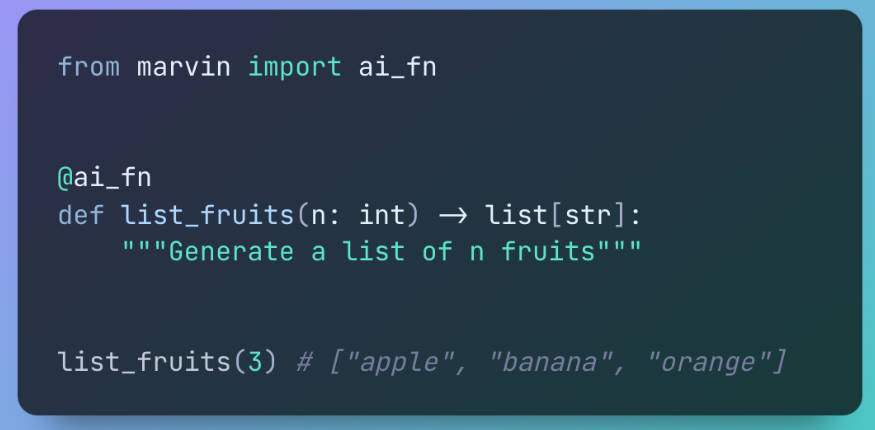 from marvin import ai_fn
@ai_fn
def list_fruits(n: int) -> list[str]:
    """Generate a list of n fruits"""
list_fruits(3) # ["apple", "banana", "orange"]